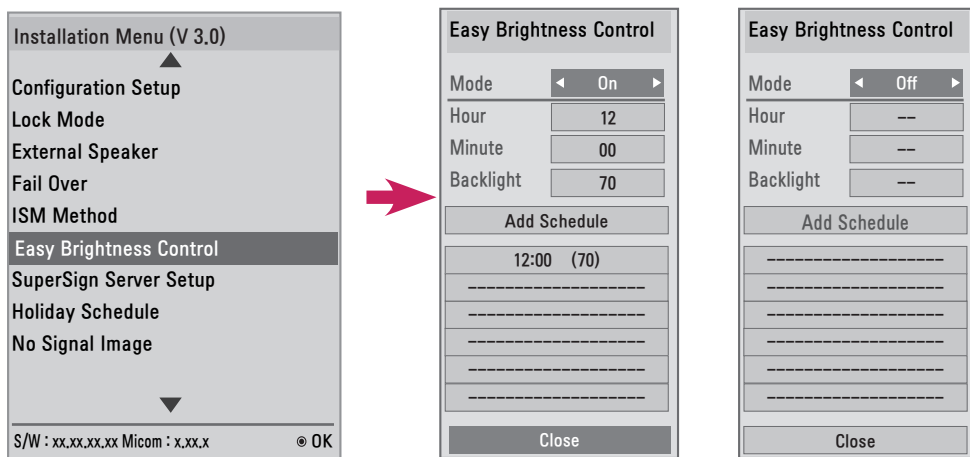 Installation Menu (V 3.0)
Configuration Setup
Lock Mode
External Speaker
Fail Over
ISM Method
Easy Brightness Control
SuperSign Server Setup
Holiday Schedule
No Signal Image
S/W : xx.xx.xx.xx Micom : x.xx.x ◉ OK
Easy Brightness Control
Mode ◀ On ▶
Hour 12
Minute 00
Backlight 70
Add Schedule
12:00 (70)
--------------------
--------------------
--------------------
--------------------
--------------------
Close
Easy Brightness Control
Mode ◀ Off ▶
Hour --
Minute --
Backlight --
Add Schedule
--------------------
--------------------
--------------------
--------------------
--------------------
--------------------
Close